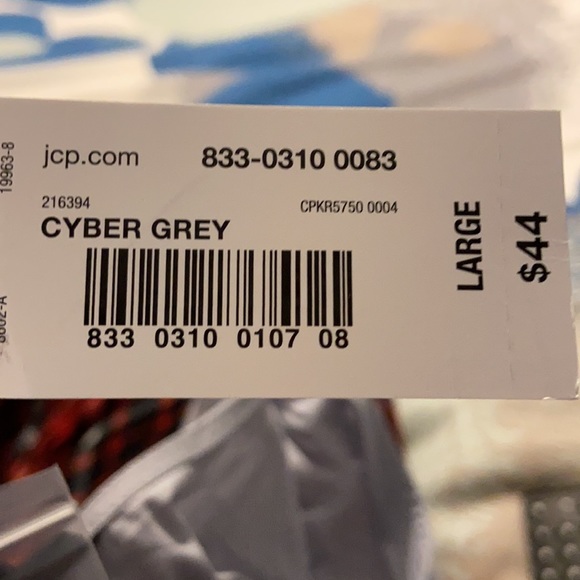 jcp.com 833-0310 0083
216394 CPKR5750 0004
CYBER GREY
833 0310 0107 08
LARGE
$44
19963-8